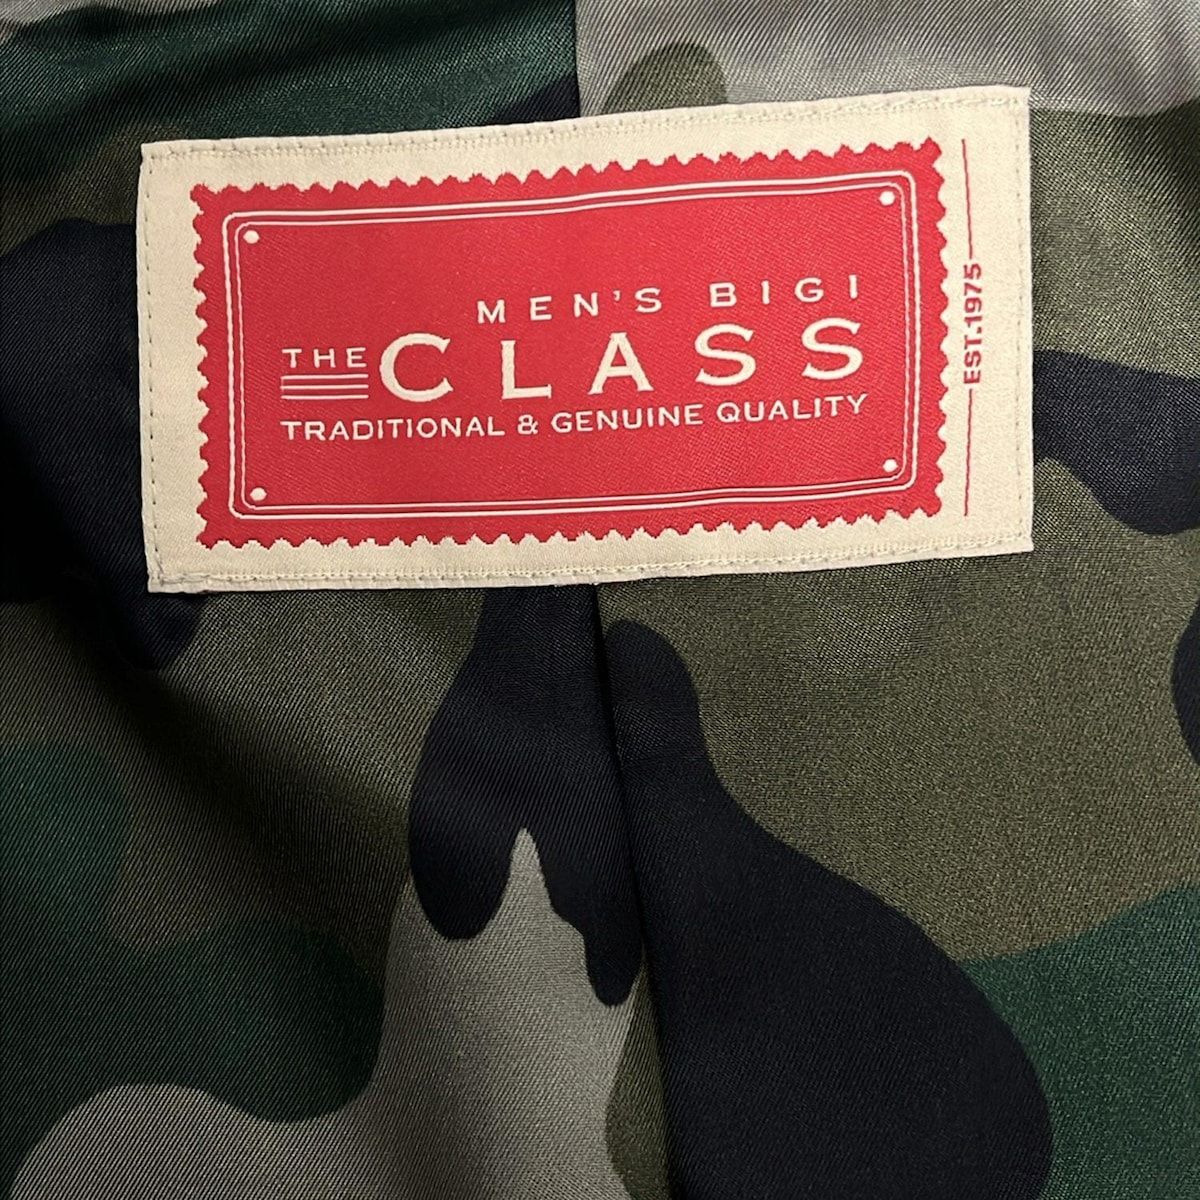 MEN'S BIGI
THE CLASS
TRADITIONAL & GENUINE QUALITY
EST.1975